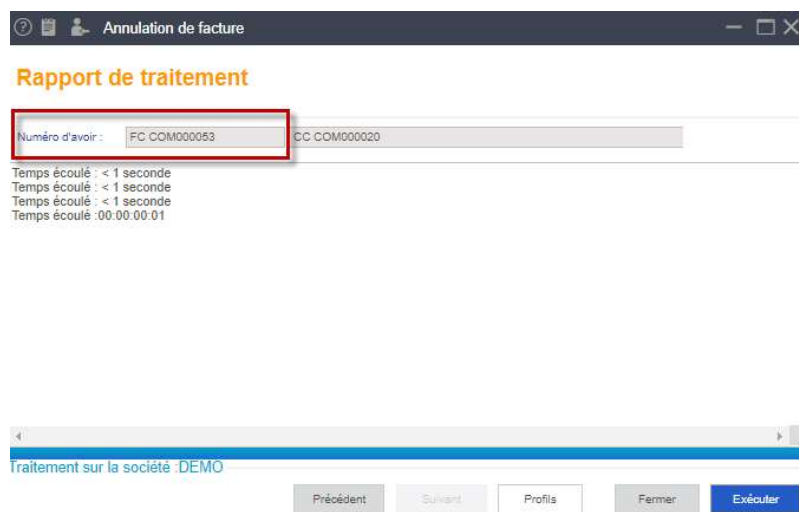 Annulation de facture
Rapport de traitement
Numéro d'avoir : FC COM000053 CC COM000020
Temps écoulé : < 1 seconde
Temps écoulé : < 1 seconde
Temps écoulé : < 1 seconde
Temps écoulé :00:00:00:01
Traitement sur la société :DEMO
Précédent Suivant Profils Fermer Exécuter